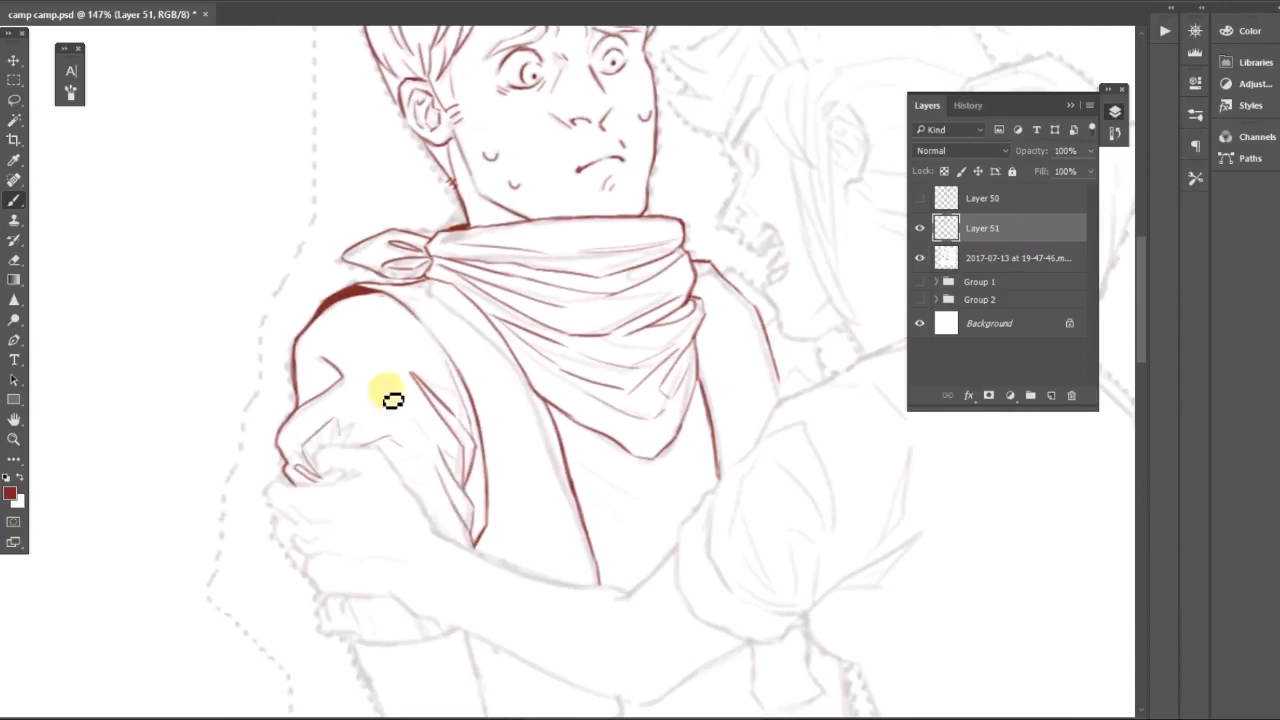 camp camp.psd @ 147% (Layer 51, RGB/8) * ×
A|
T
Layers History
Kind
Normal Opacity: 100%
Lock: Fill: 100%
Layer 50
Layer 51
2017-07-13 at 19-47-46.m...
Group 1
Group 2
Background
fx
Color
Libraries
Adjust...
Styles
Channels
Paths